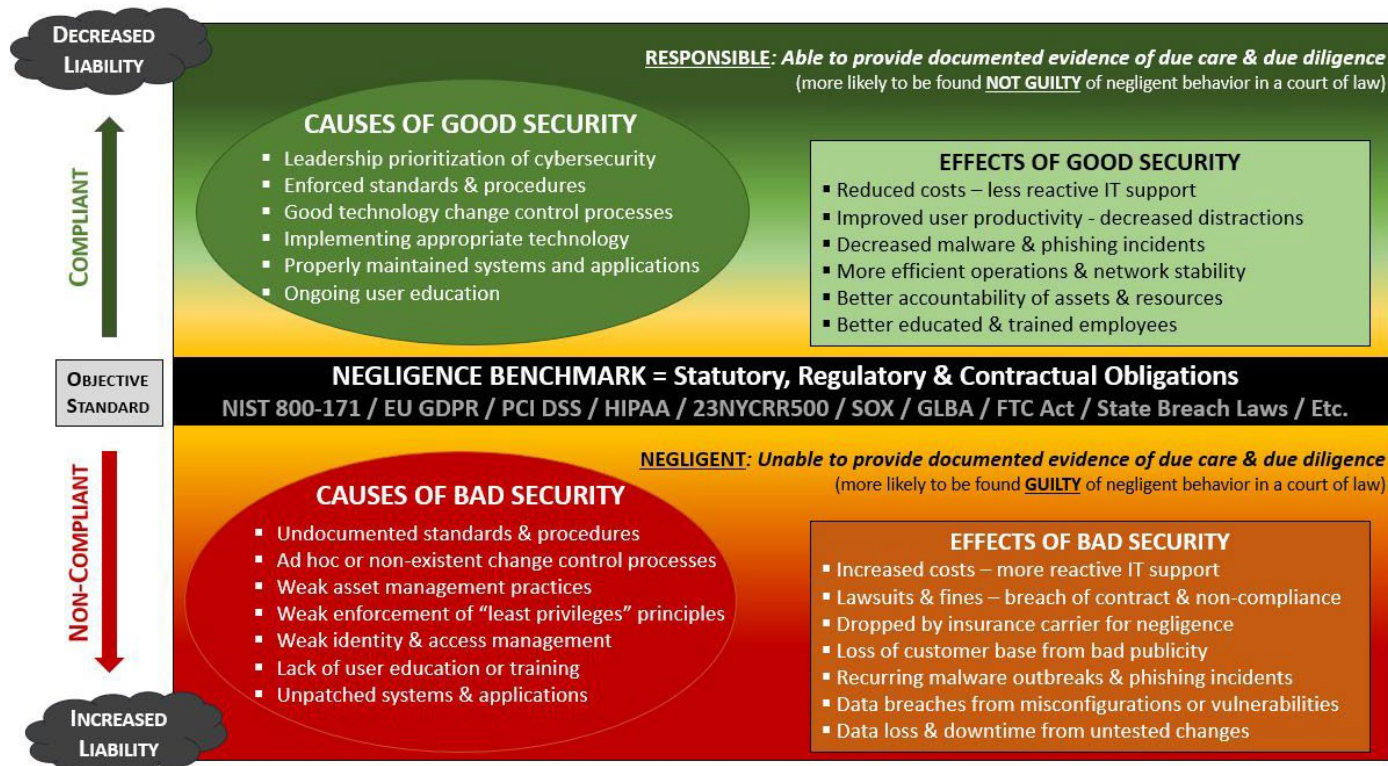 DECREASED
LIABILITY
COMPLIANT
OBJECTIVE
STANDARD
NON-COMPLIANT
INCREASED
LIABILITY
RESPONSIBLE: Able to provide documented evidence of due care & due diligence
(more likely to be found NOT GUILTY of negligent behavior in a court of law)
CAUSES OF GOOD SECURITY
▪ Leadership prioritization of cybersecurity
▪ Enforced standards & procedures
▪ Good technology change control processes
▪ Implementing appropriate technology
▪ Properly maintained systems and applications
▪ Ongoing user education
EFFECTS OF GOOD SECURITY
▪ Reduced costs – less reactive IT support
▪ Improved user productivity - decreased distractions
▪ Decreased malware & phishing incidents
▪ More efficient operations & network stability
▪ Better accountability of assets & resources
▪ Better educated & trained employees
NEGLIGENCE BENCHMARK = Statutory, Regulatory & Contractual Obligations
NIST 800-171 / EU GDPR / PCI DSS / HIPAA / 23NYCRR500 / SOX / GLBA / FTC Act / State Breach Laws / Etc.
NEGLIGENT: Unable to provide documented evidence of due care & due diligence
(more likely to be found GUILTY of negligent behavior in a court of law)
CAUSES OF BAD SECURITY
▪ Undocumented standards & procedures
▪ Ad hoc or non-existent change control processes
▪ Weak asset management practices
▪ Weak enforcement of “least privileges” principles
▪ Weak identity & access management
▪ Lack of user education or training
▪ Unpatched systems & applications
EFFECTS OF BAD SECURITY
▪ Increased costs – more reactive IT support
▪ Lawsuits & fines – breach of contract & non-compliance
▪ Dropped by insurance carrier for negligence
▪ Loss of customer base from bad publicity
▪ Recurring malware outbreaks & phishing incidents
▪ Data breaches from misconfigurations or vulnerabilities
▪ Data loss & downtime from untested changes